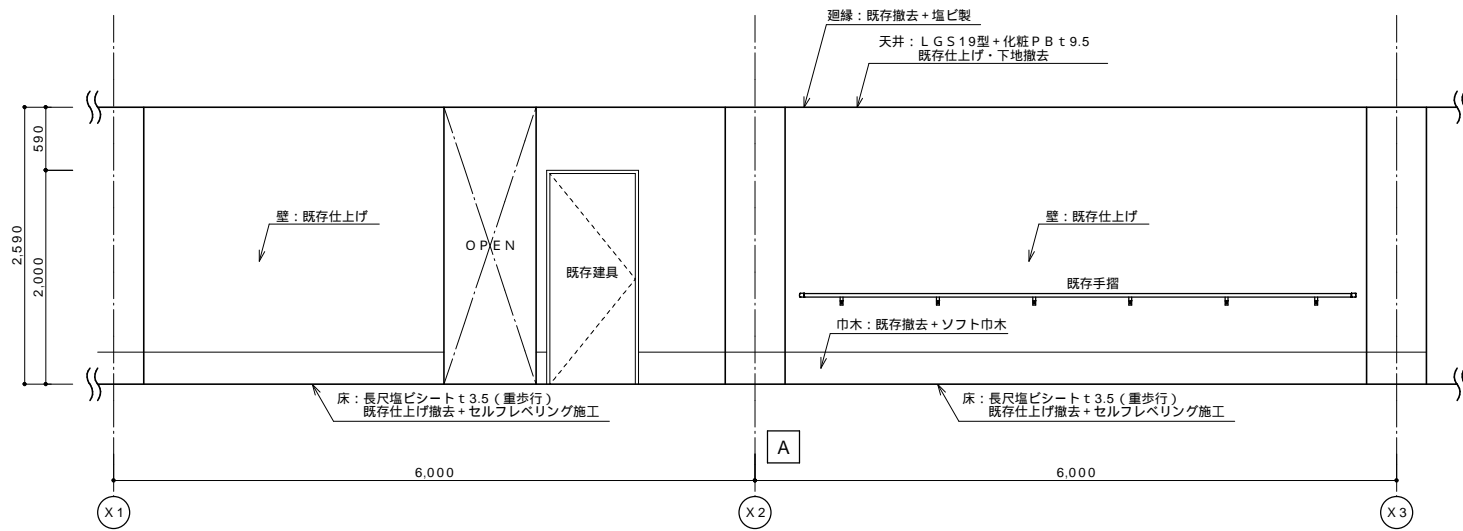 廻縁：既存撤去＋塩ビ製
天井：ＬＧＳ19型＋化粧ＰＢｔ9.5
既存仕上げ・下地撤去
590
2,590
2,000
壁：既存仕上げ
OPEN
既存建具
壁：既存仕上げ
既存手摺
巾木：既存撤去＋ソフト巾木
床：長尺塩ビシートｔ3.5（重歩行）
既存仕上げ撤去＋セルフレベリング施工
床：長尺塩ビシートｔ3.5（重歩行）
既存仕上げ撤去＋セルフレベリング施工
A
6,000
6,000
X1
X2
X3